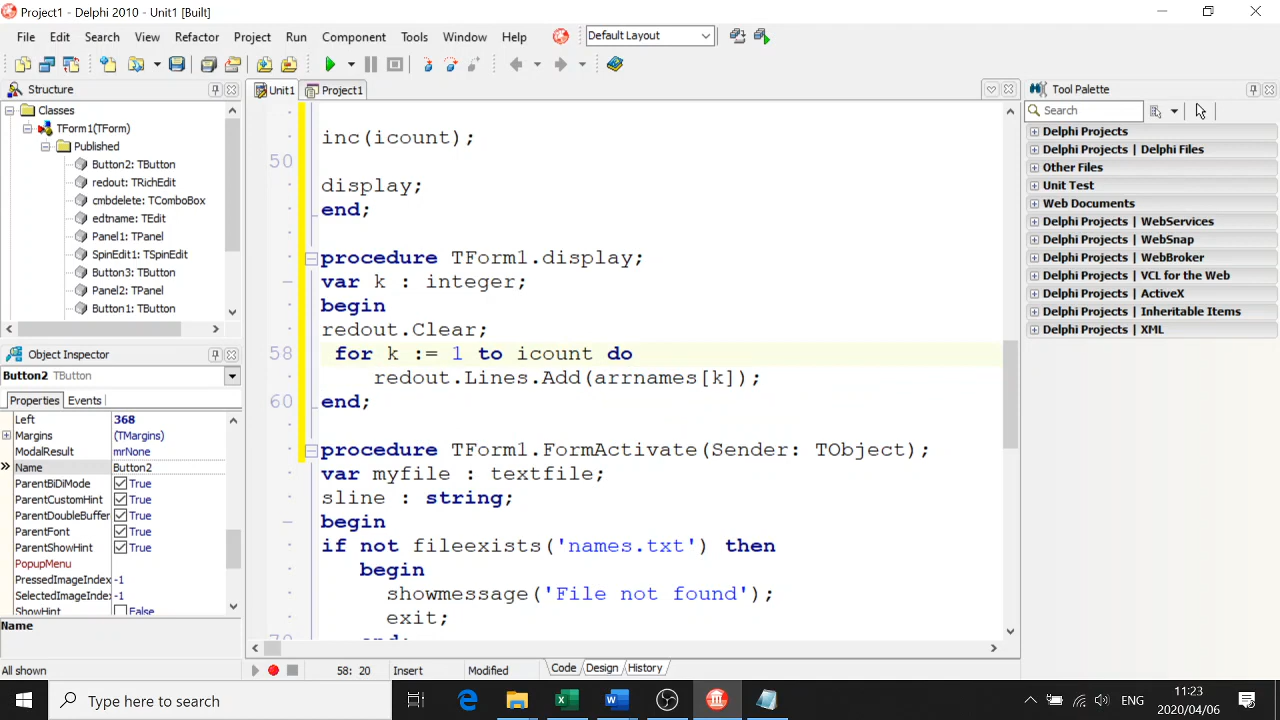 Project1 - Delphi 2010 - Unit1 [Built]
File Edit Search View Refactor Project Run Component Tools Window Help Default Layout
Structure
Classes
TForm1(TForm)
Published
Button2: TButton
redout: TRichEdit
cmbdelete: TComboBox
edtname: TEdit
Panel1: TPanel
SpinEdit1: TSpinEdit
Button3: TButton
Panel2: TPanel
Button1: TButton
Object Inspector
Button2 TButton
Properties Events
Left 368
Margins (TMargins)
ModalResult mrNone
Name Button2
ParentBiDiMode True
ParentCustomHint True
ParentDoubleBuffer True
ParentFont True
ParentShowHint True
PopupMenu
PressedImageIndex -1
SelectedImageIndex -1
ShowHint False
Name
All shown
Unit1 Project1
inc(icount);
50
display;
end;
procedure TForm1.display;
var k : integer;
begin
redout.Clear;
58 for k := 1 to icount do
redout.Lines.Add(arrnames[k]);
60 end;
procedure TForm1.FormActivate(Sender: TObject);
var myfile : textfile;
sline : string;
begin
if not fileexists('names.txt') then
begin
showmessage('File not found');
exit;
70 end;
58: 20 Insert Modified Code Design History
Tool Palette
Search
Delphi Projects
Delphi Projects | Delphi Files
Other Files
Unit Test
Web Documents
Delphi Projects | WebServices
Delphi Projects | WebSnap
Delphi Projects | WebBroker
VCL for the Web
Delphi Projects | ActiveX
Delphi Projects | Inheritable Items
Delphi Projects | XML
Type here to search
ENG
11:23
2020/04/06